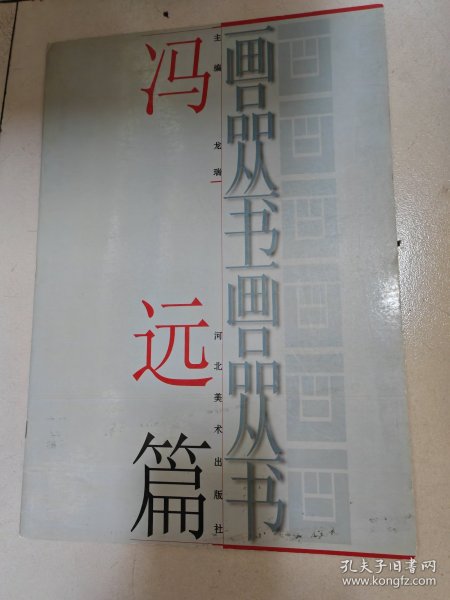 冯远篇
主编 龙瑞
河北美术出版社
画品丛书画品丛书
孔夫子旧书网
www.kongfz.com